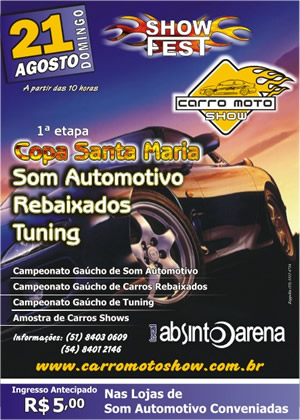 21
AGOSTO
DOMINGO
A partir das 10 horas
SHOW
FEST
CARRO MOTO
SHOW
1ª etapa
Copa Santa Maria
Som Automotivo
Rebaixados
Tuning
Campeonato Gaúcho de Som Automotivo
Campeonato Gaúcho de Carros Rebaixados
Campeonato Gaúcho de Tuning
Amostra de Carros Shows
Informações: (51) 8403 0609
(54) 8401 2146
local
absintoarena
www.carromotoshow.com.br
Ingresso Antecipado
R$ 5,00
Nas Lojas de
Som Automotivo Conveniadas